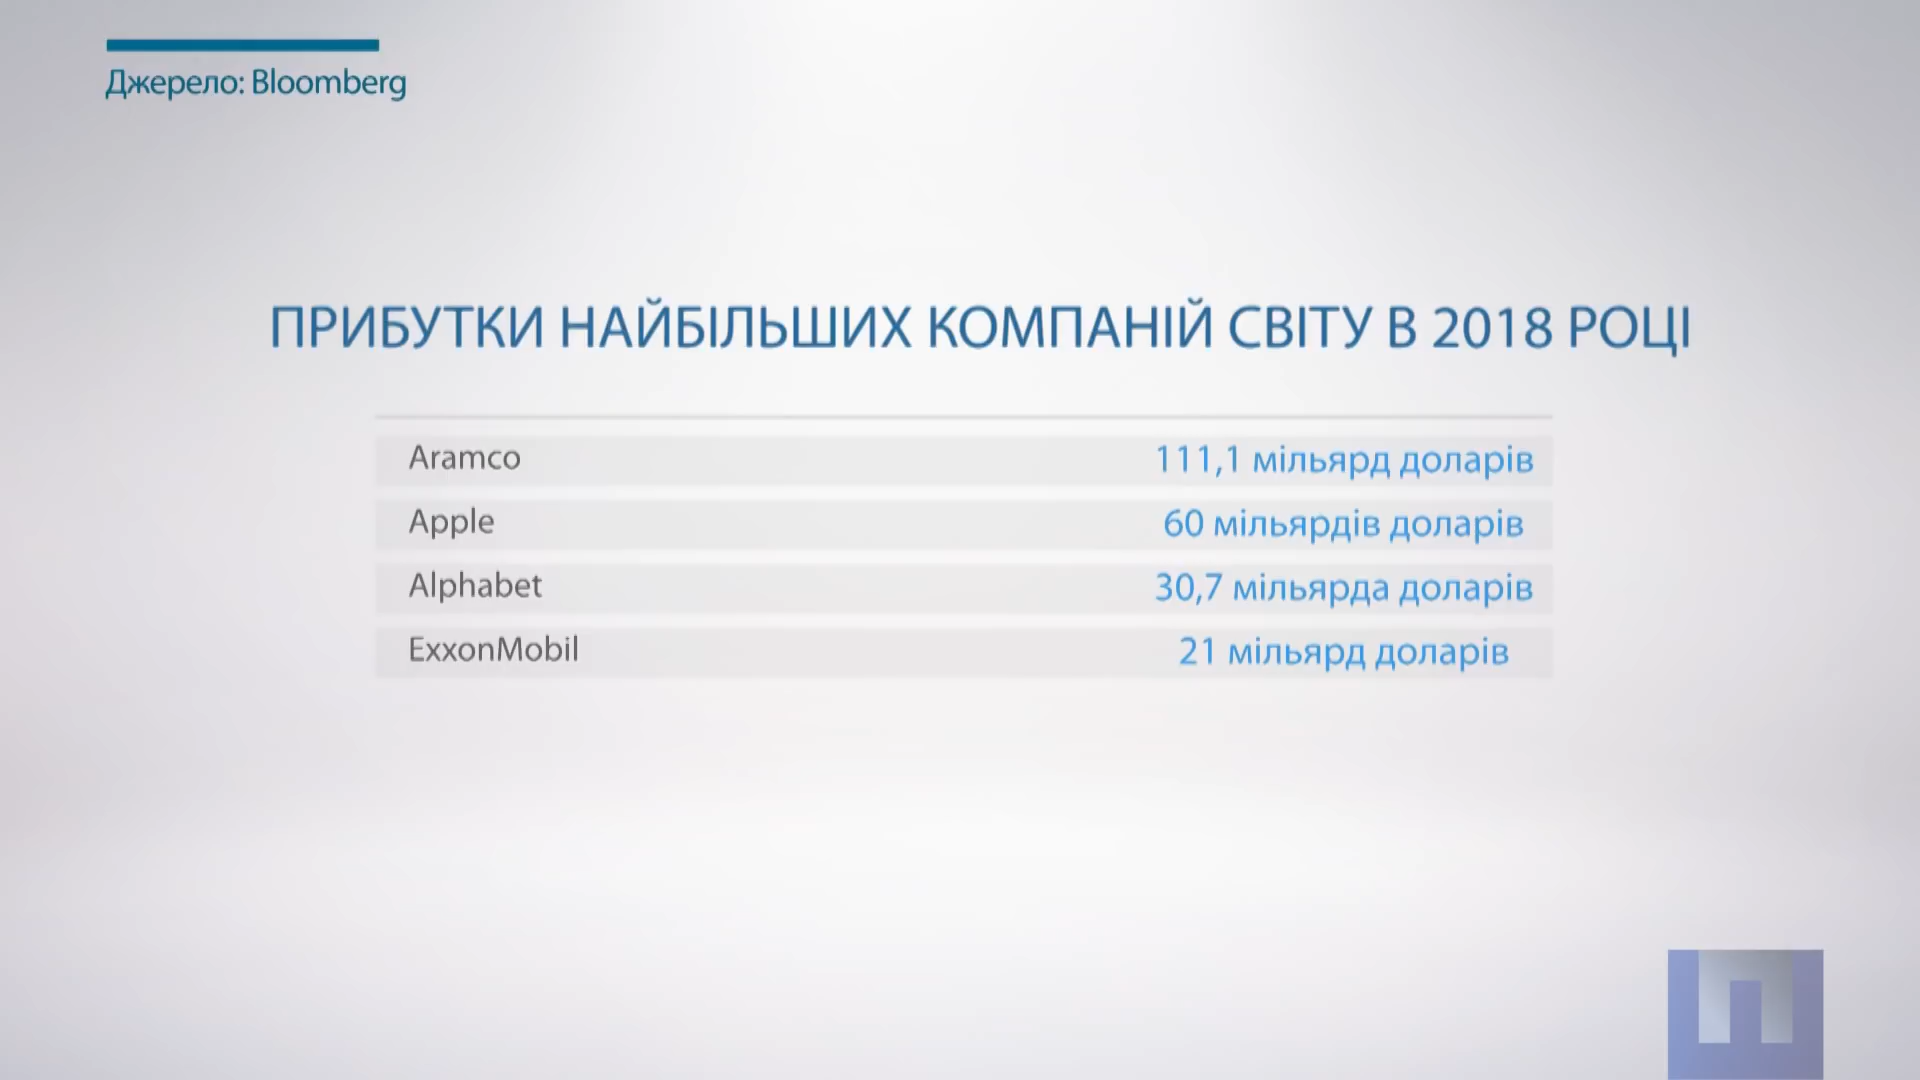 Джерело: Bloomberg
ПРИБУТКИ НАЙБІЛЬШИХ КОМПАНІЙ СВІТУ В 2018 РОЦІ
Aramco 111,1 мільярд доларів
Apple 60 мільярдів доларів
Alphabet 30,7 мільярда доларів
ExxonMobil 21 мільярд доларів